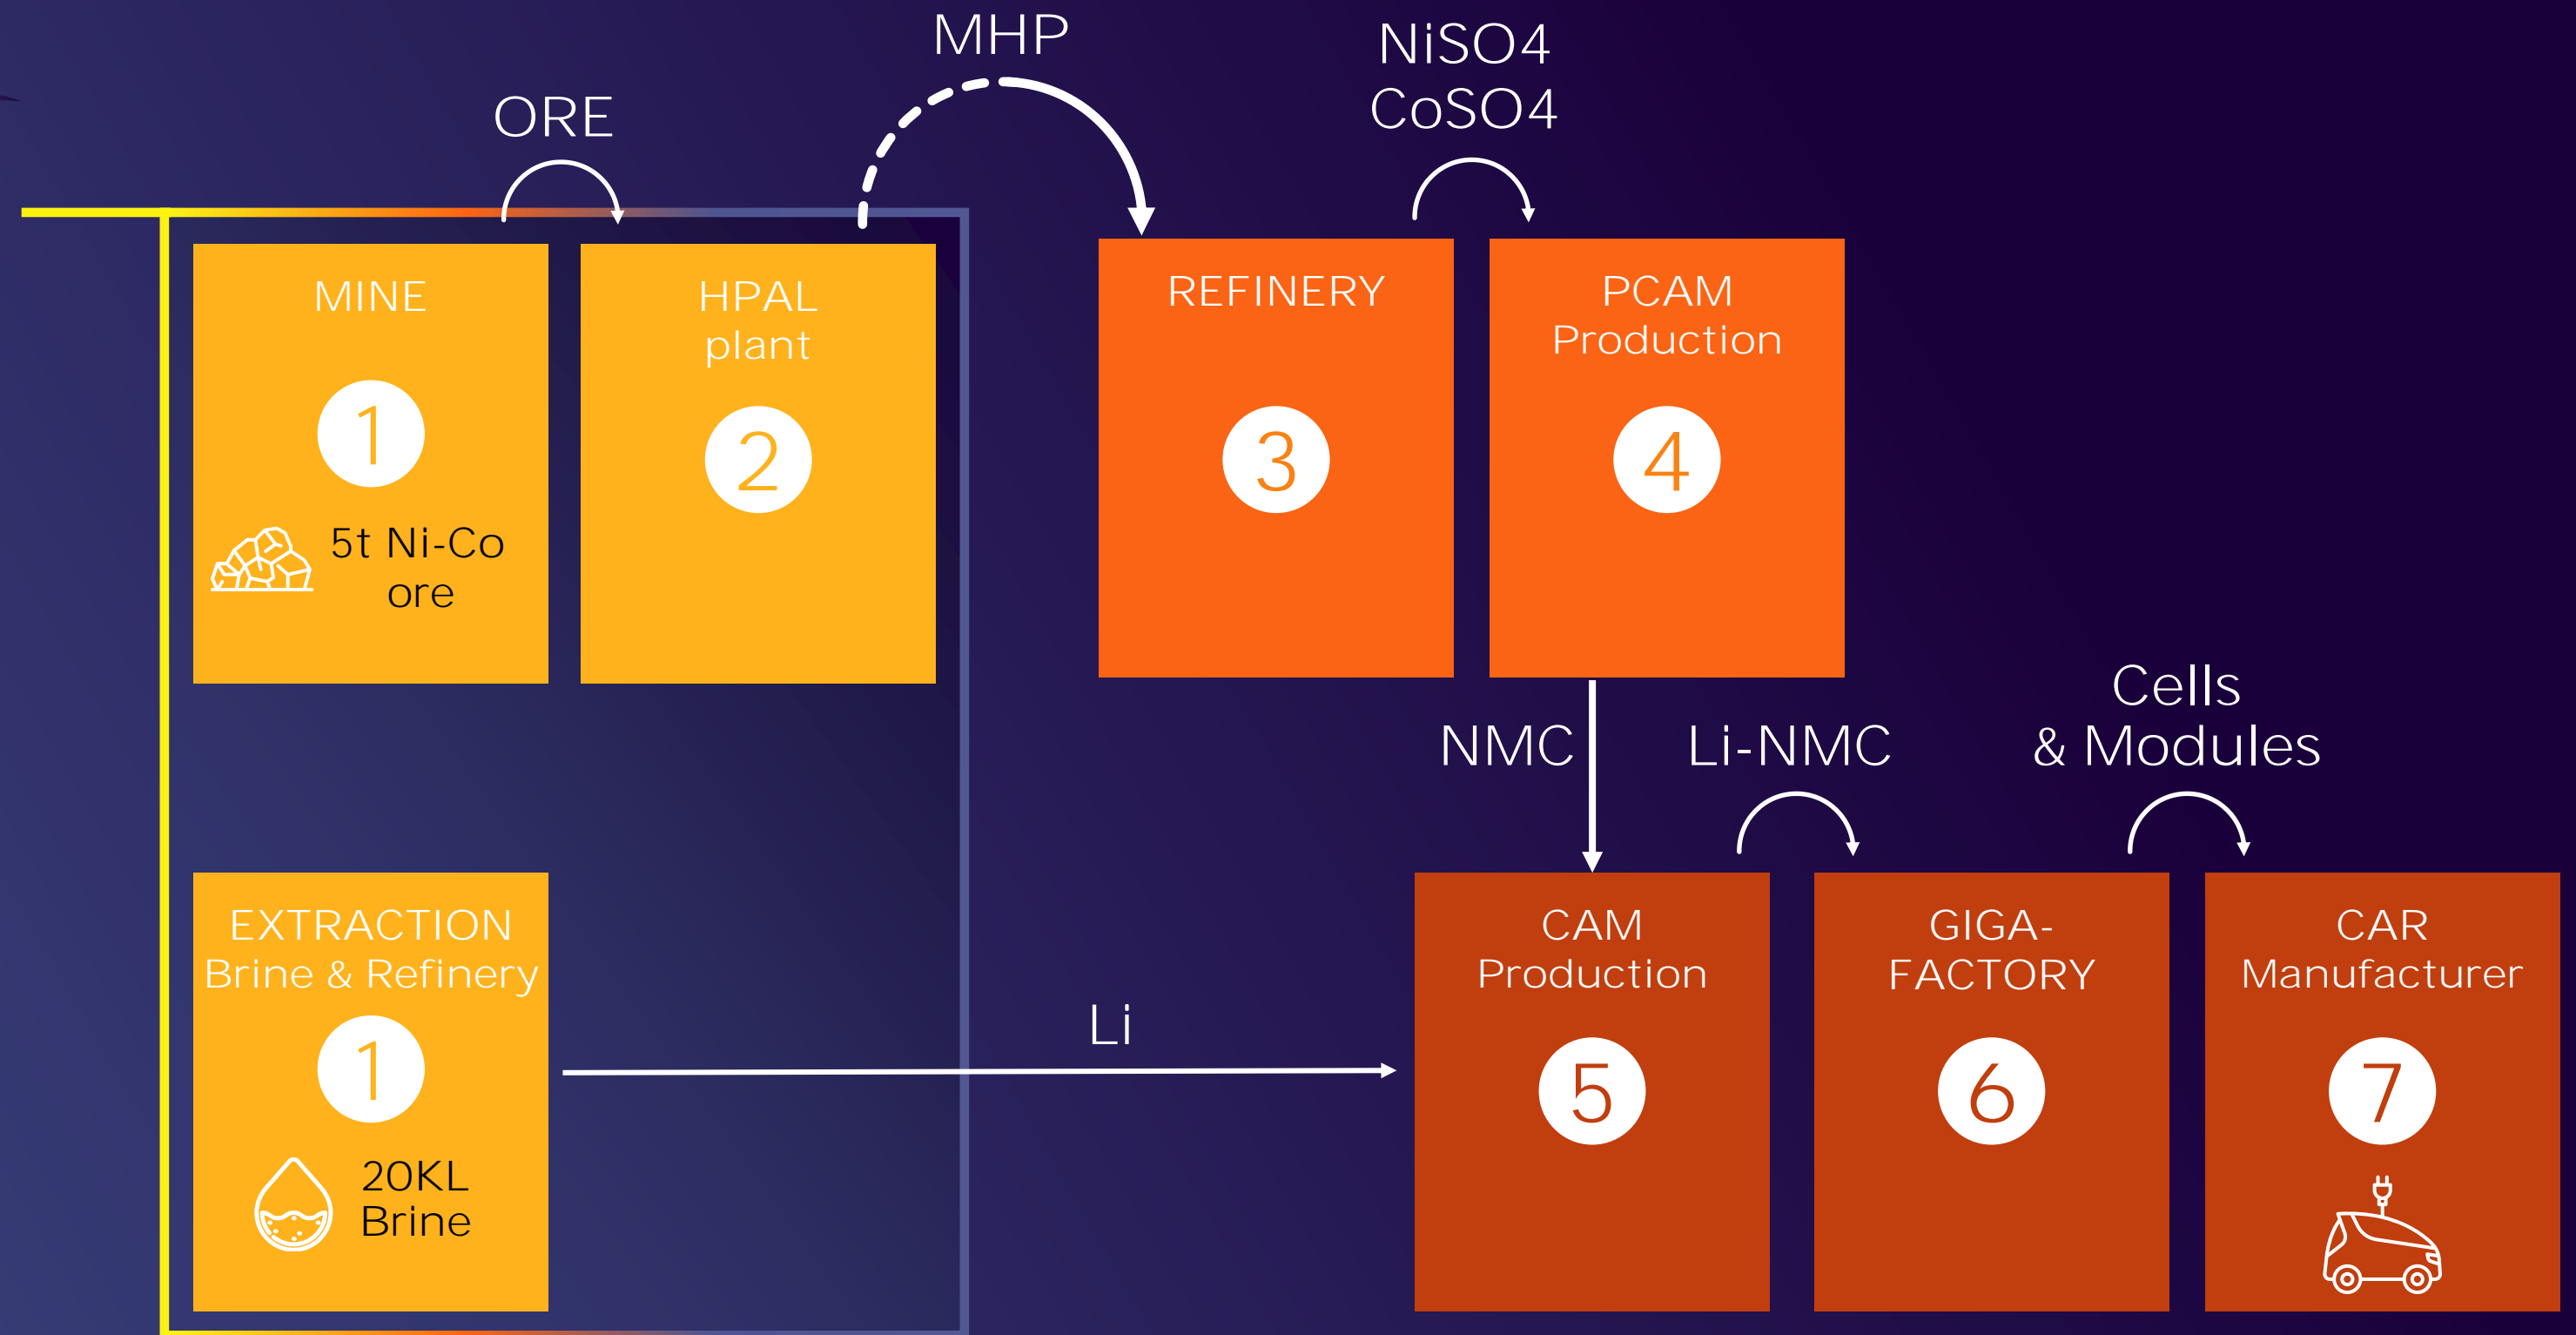 MHP
NiSO4
CoSO4
ORE
MINE
1
5t Ni-Co
ore
HPAL
plant
2
REFINERY
3
PCAM
Production
4
NMC
Li-NMC
Cells
& Modules
EXTRACTION
Brine & Refinery
1
20KL
Brine
Li
CAM
Production
5
GIGA-
FACTORY
6
CAR
Manufacturer
7